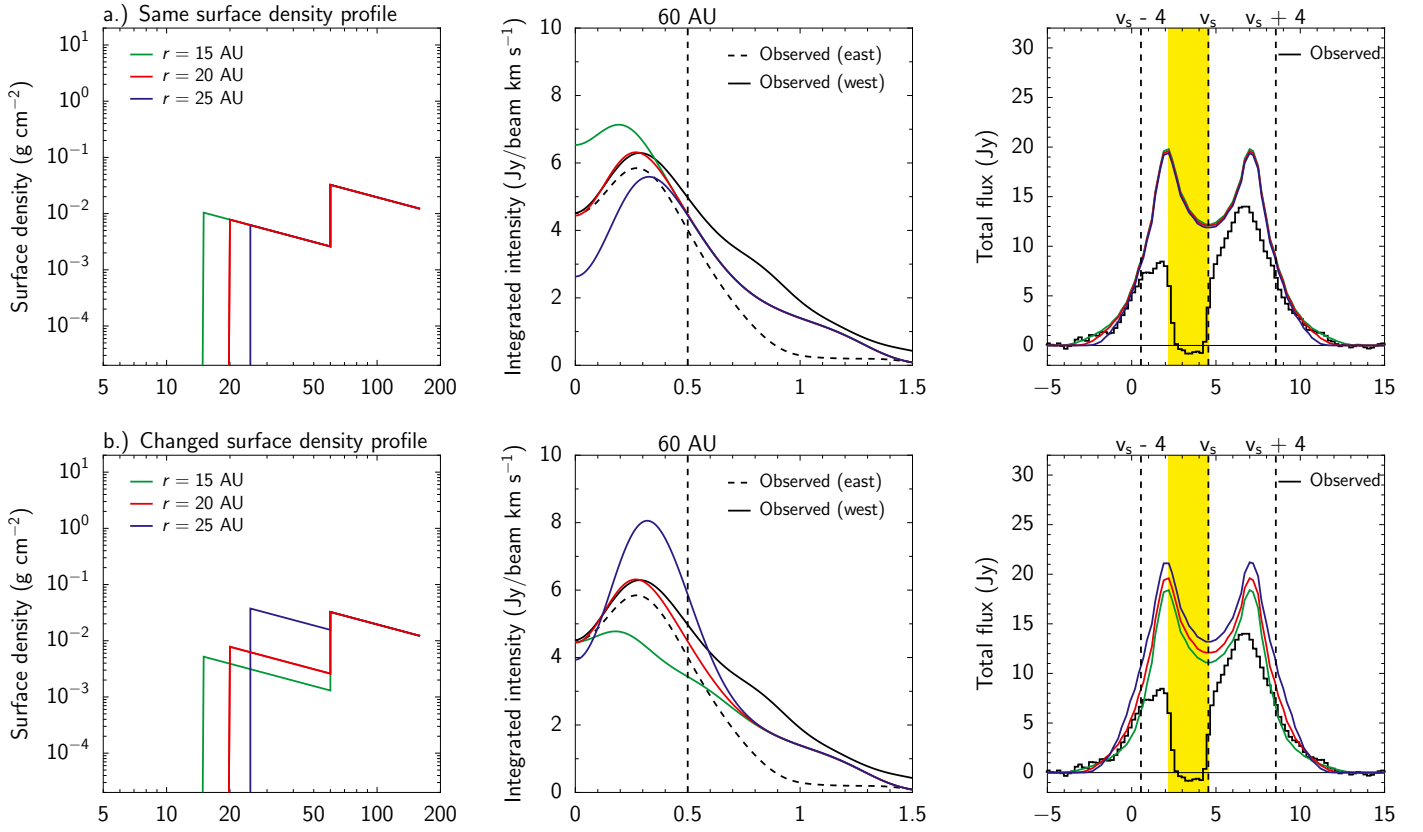 a.) Same surface density profile
Surface density (g cm⁻²)
10¹
10⁰
10⁻¹
10⁻²
10⁻³
10⁻⁴
r = 15 AU
r = 20 AU
r = 25 AU
5 10 20 50 100 200
60 AU
Integrated intensity (Jy/beam km s⁻¹)
10
8
6
4
2
0
Observed (east)
Observed (west)
0 0.5 1 1.5
vₛ - 4 vₛ vₛ + 4
Total flux (Jy)
30
25
20
15
10
5
0
Observed
−5 0 5 10 15
b.) Changed surface density profile
Surface density (g cm⁻²)
10¹
10⁰
10⁻¹
10⁻²
10⁻³
10⁻⁴
r = 15 AU
r = 20 AU
r = 25 AU
5 10 20 50 100 200
60 AU
Integrated intensity (Jy/beam km s⁻¹)
10
8
6
4
2
0
Observed (east)
Observed (west)
0 0.5 1 1.5
vₛ - 4 vₛ vₛ + 4
Total flux (Jy)
30
25
20
15
10
5
0
Observed
−5 0 5 10 15